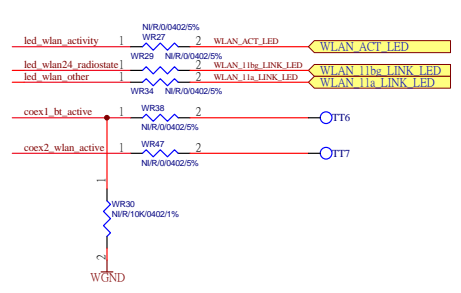 NI/R/0/0402/5%
WR27
led_wlan_activity 1 2 WLAN_ACT_LED WLAN_ACT_LED
WR29 NI/R/0/0402/5%
led_wlan24_radiostate 1 2 WLAN_11bg_LINK_LED WLAN_11bg_LINK_LED
led_wlan_other 1 2 WLAN_11a_LINK_LED WLAN_11a_LINK_LED
WR34 NI/R/0/0402/5%
WR38
coex1_bt_active 1 2 TT6
NI/R/0/0402/5%
WR47
coex2_wlan_active 1 2 TT7
NI/R/0/0402/5%
1
WR30
NI/R/10K/0402/1%
2
WGND